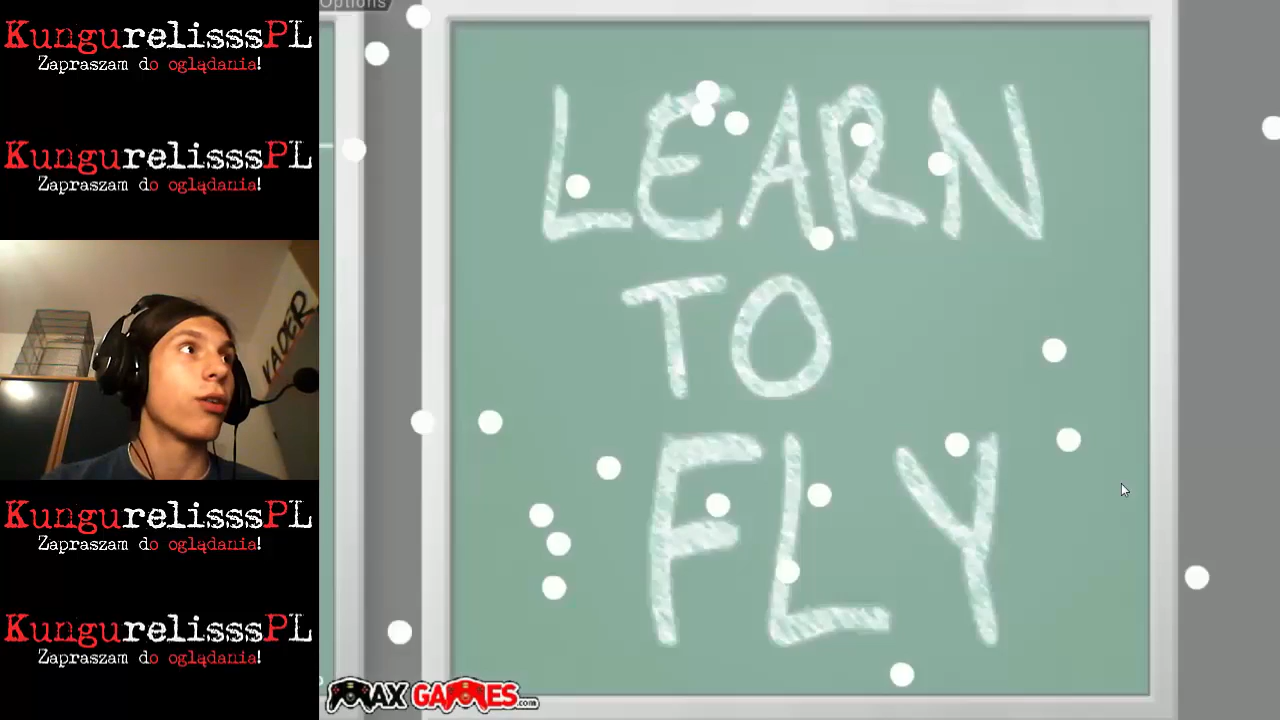 KungurelisssPL
Zapraszam do oglądania!
KungurelisssPL
Zapraszam do oglądania!
KADER
KungurelisssPL
Zapraszam do oglądania!
KungurelisssPL
Zapraszam do oglądania!
Options
LEARN
TO
FLY
MAX GAMES.com